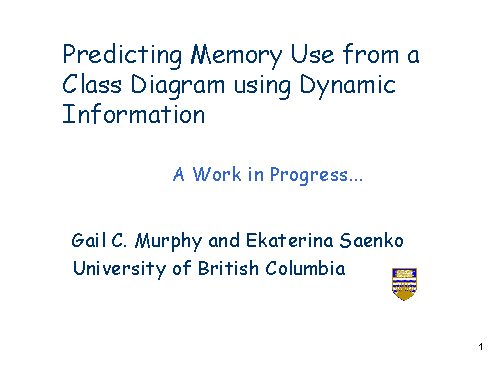 Predicting Memory Use from a
Class Diagram using Dynamic
Information
A Work in Progress...
Gail C. Murphy and Ekaterina Saenko
University of British Columbia
1